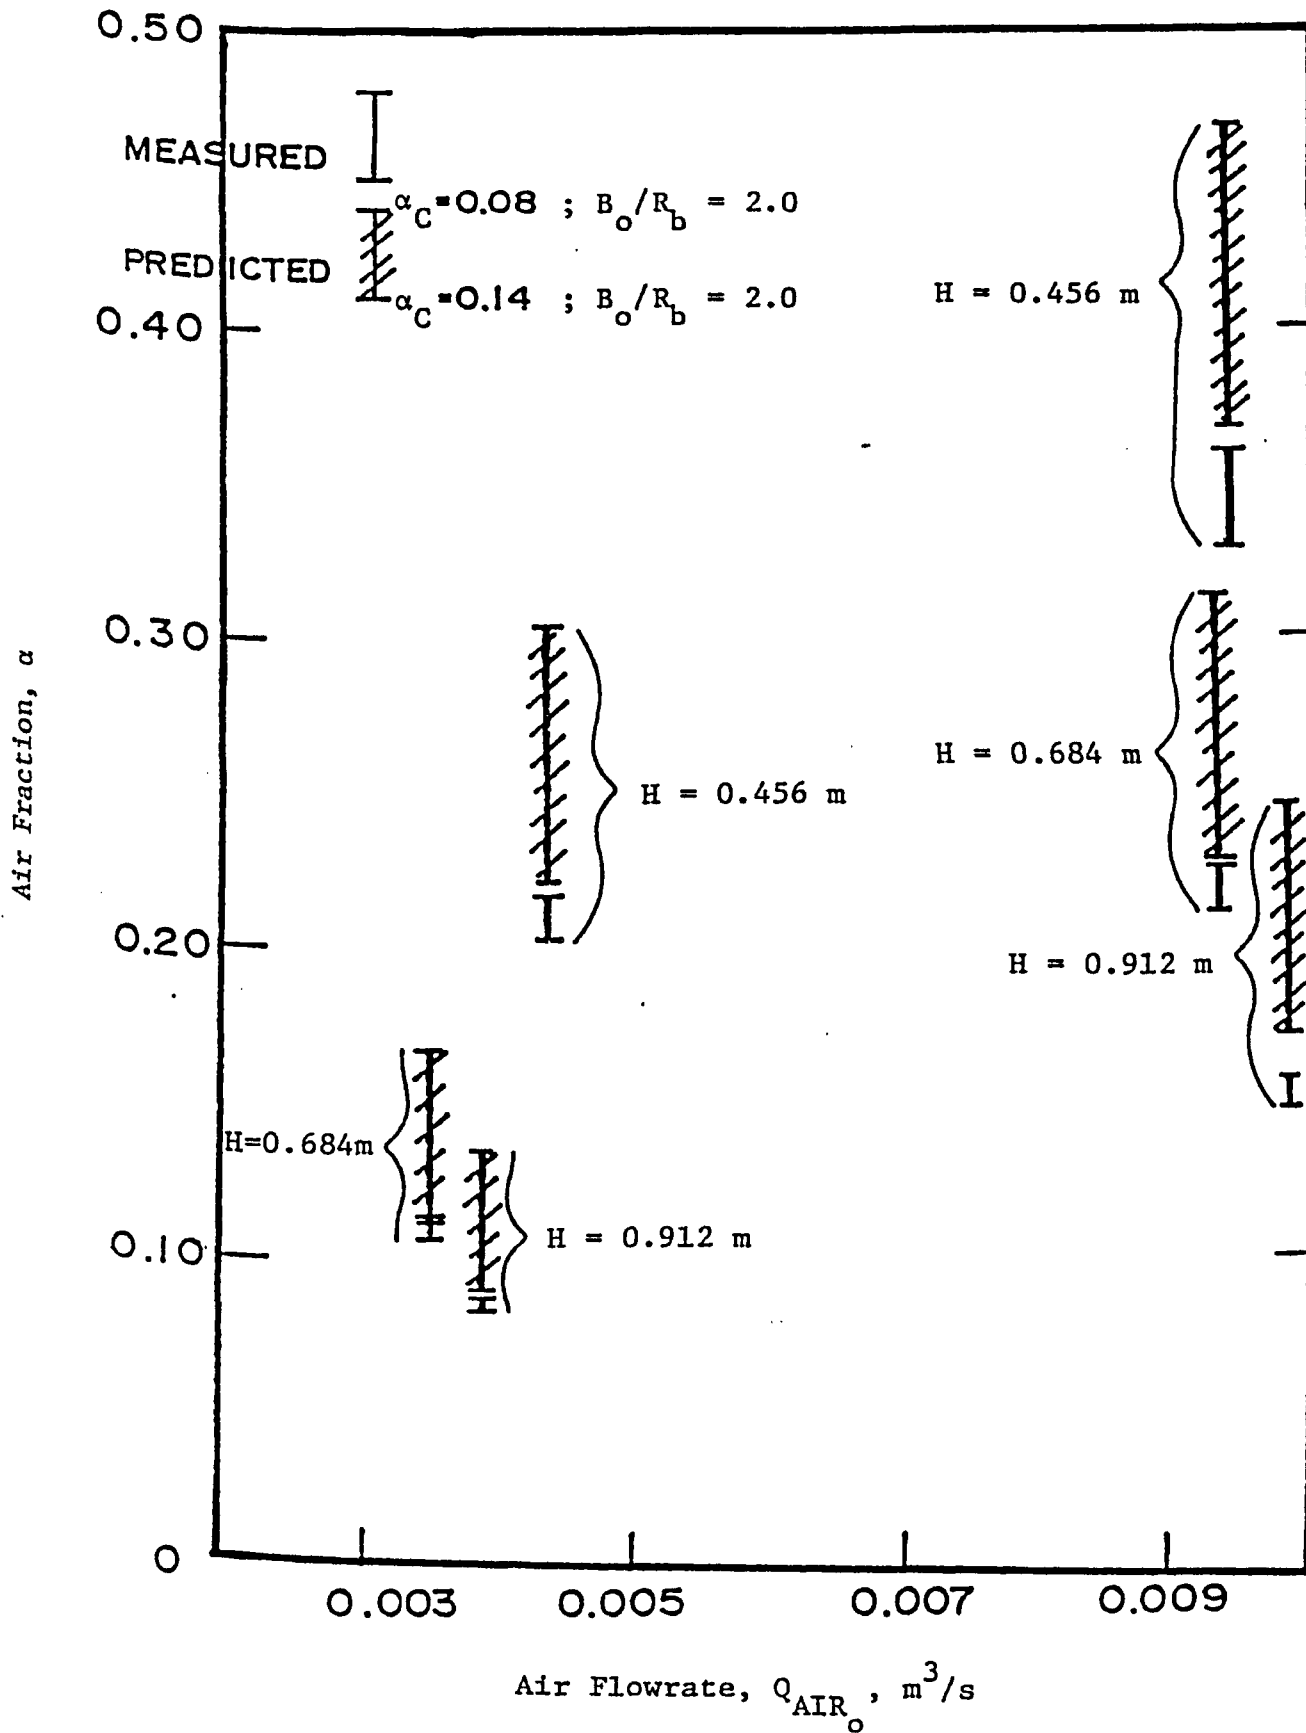 0.50
MEASURED
α_C=0.08 ; B_o/R_b = 2.0
PREDICTED
α_C=0.14 ; B_o/R_b = 2.0
H = 0.456 m
0.40
0.30
H = 0.684 m
H = 0.456 m
Air Fraction, α
0.20
H = 0.912 m
H=0.684m
H = 0.912 m
0.10
0
0.003
0.005
0.007
0.009
Air Flowrate, Q_AIR_o, m³/s